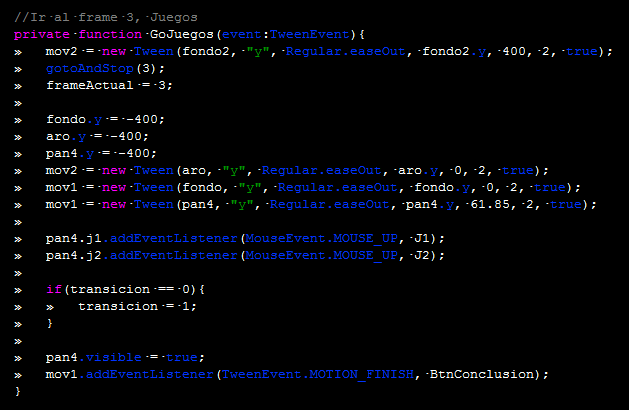 //Ir al frame 3, Juegos
private function GoJuegos(event:TweenEvent){
» mov2 = new Tween(fondo2, "y", Regular.easeOut, fondo2.y, 400, 2, true);
» gotoAndStop(3);
» frameActual = 3;
»
» fondo.y = -400;
» aro.y = -400;
» pan4.y = -400;
» mov2 = new Tween(aro, "y", Regular.easeOut, aro.y, 0, 2, true);
» mov1 = new Tween(fondo, "y", Regular.easeOut, fondo.y, 0, 2, true);
» mov1 = new Tween(pan4, "y", Regular.easeOut, pan4.y, 61.85, 2, true);
»
» pan4.j1.addEventListener(MouseEvent.MOUSE_UP, J1);
» pan4.j2.addEventListener(MouseEvent.MOUSE_UP, J2);
»
» if(transicion == 0){
» » transicion = 1;
» }
»
» pan4.visible = true;
» mov1.addEventListener(TweenEvent.MOTION_FINISH, BtnConclusion);
}